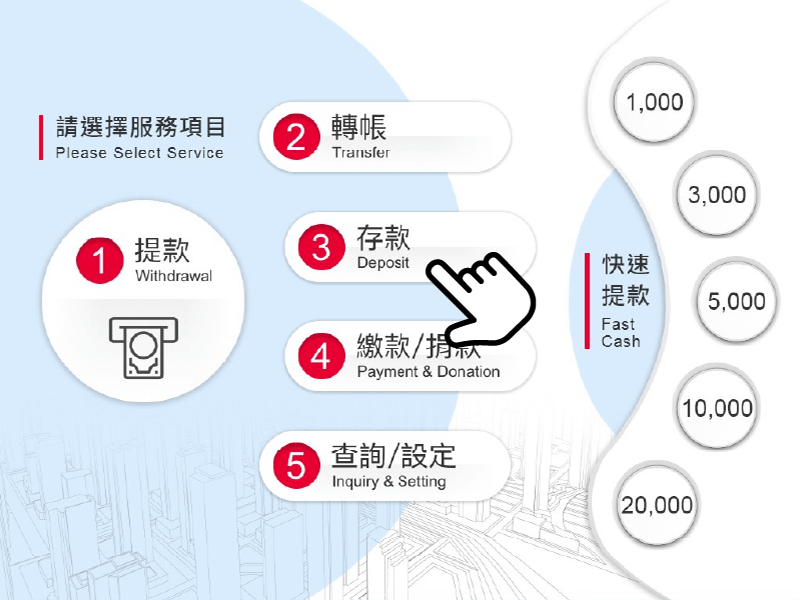 請選擇服務項目
Please Select Service
1 提款
Withdrawal
2 轉帳
Transfer
3 存款
Deposit
4 繳款/捐款
Payment & Donation
5 查詢/設定
Inquiry & Setting
快速
提款
Fast
Cash
1,000
3,000
5,000
10,000
20,000